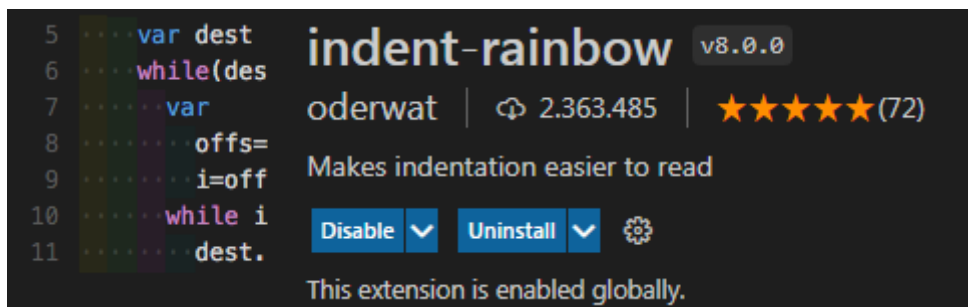 5 ····var dest
6 ····while(des
7 ······var
8 ········offs=
9 ········i=off
10 ······while i
11 ········dest.
indent-rainbow v8.0.0
oderwat 2.363.485 ★★★★★(72)
Makes indentation easier to read
Disable Uninstall
This extension is enabled globally.